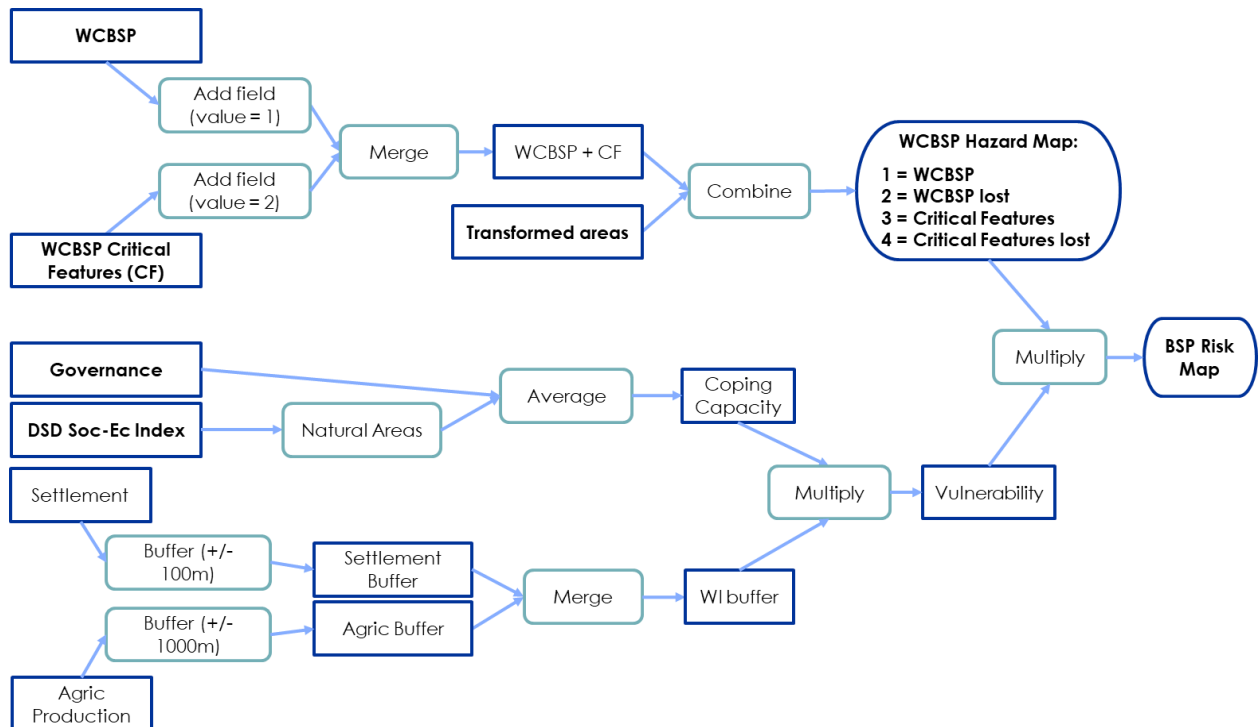 WCBSP
Add field
(value = 1)
Merge
WCBSP + CF
Add field
(value = 2)
WCBSP Critical
Features (CF)
Transformed areas
Combine
WCBSP Hazard Map:
1 = WCBSP
2 = WCBSP lost
3 = Critical Features
4 = Critical Features lost
Multiply
BSP Risk
Map
Governance
DSD Soc-Ec Index
Natural Areas
Average
Coping
Capacity
Settlement
Multiply
Vulnerability
Buffer (+/-
100m)
Settlement
Buffer
Merge
WI buffer
Buffer (+/-
1000m)
Agric Buffer
Agric
Production